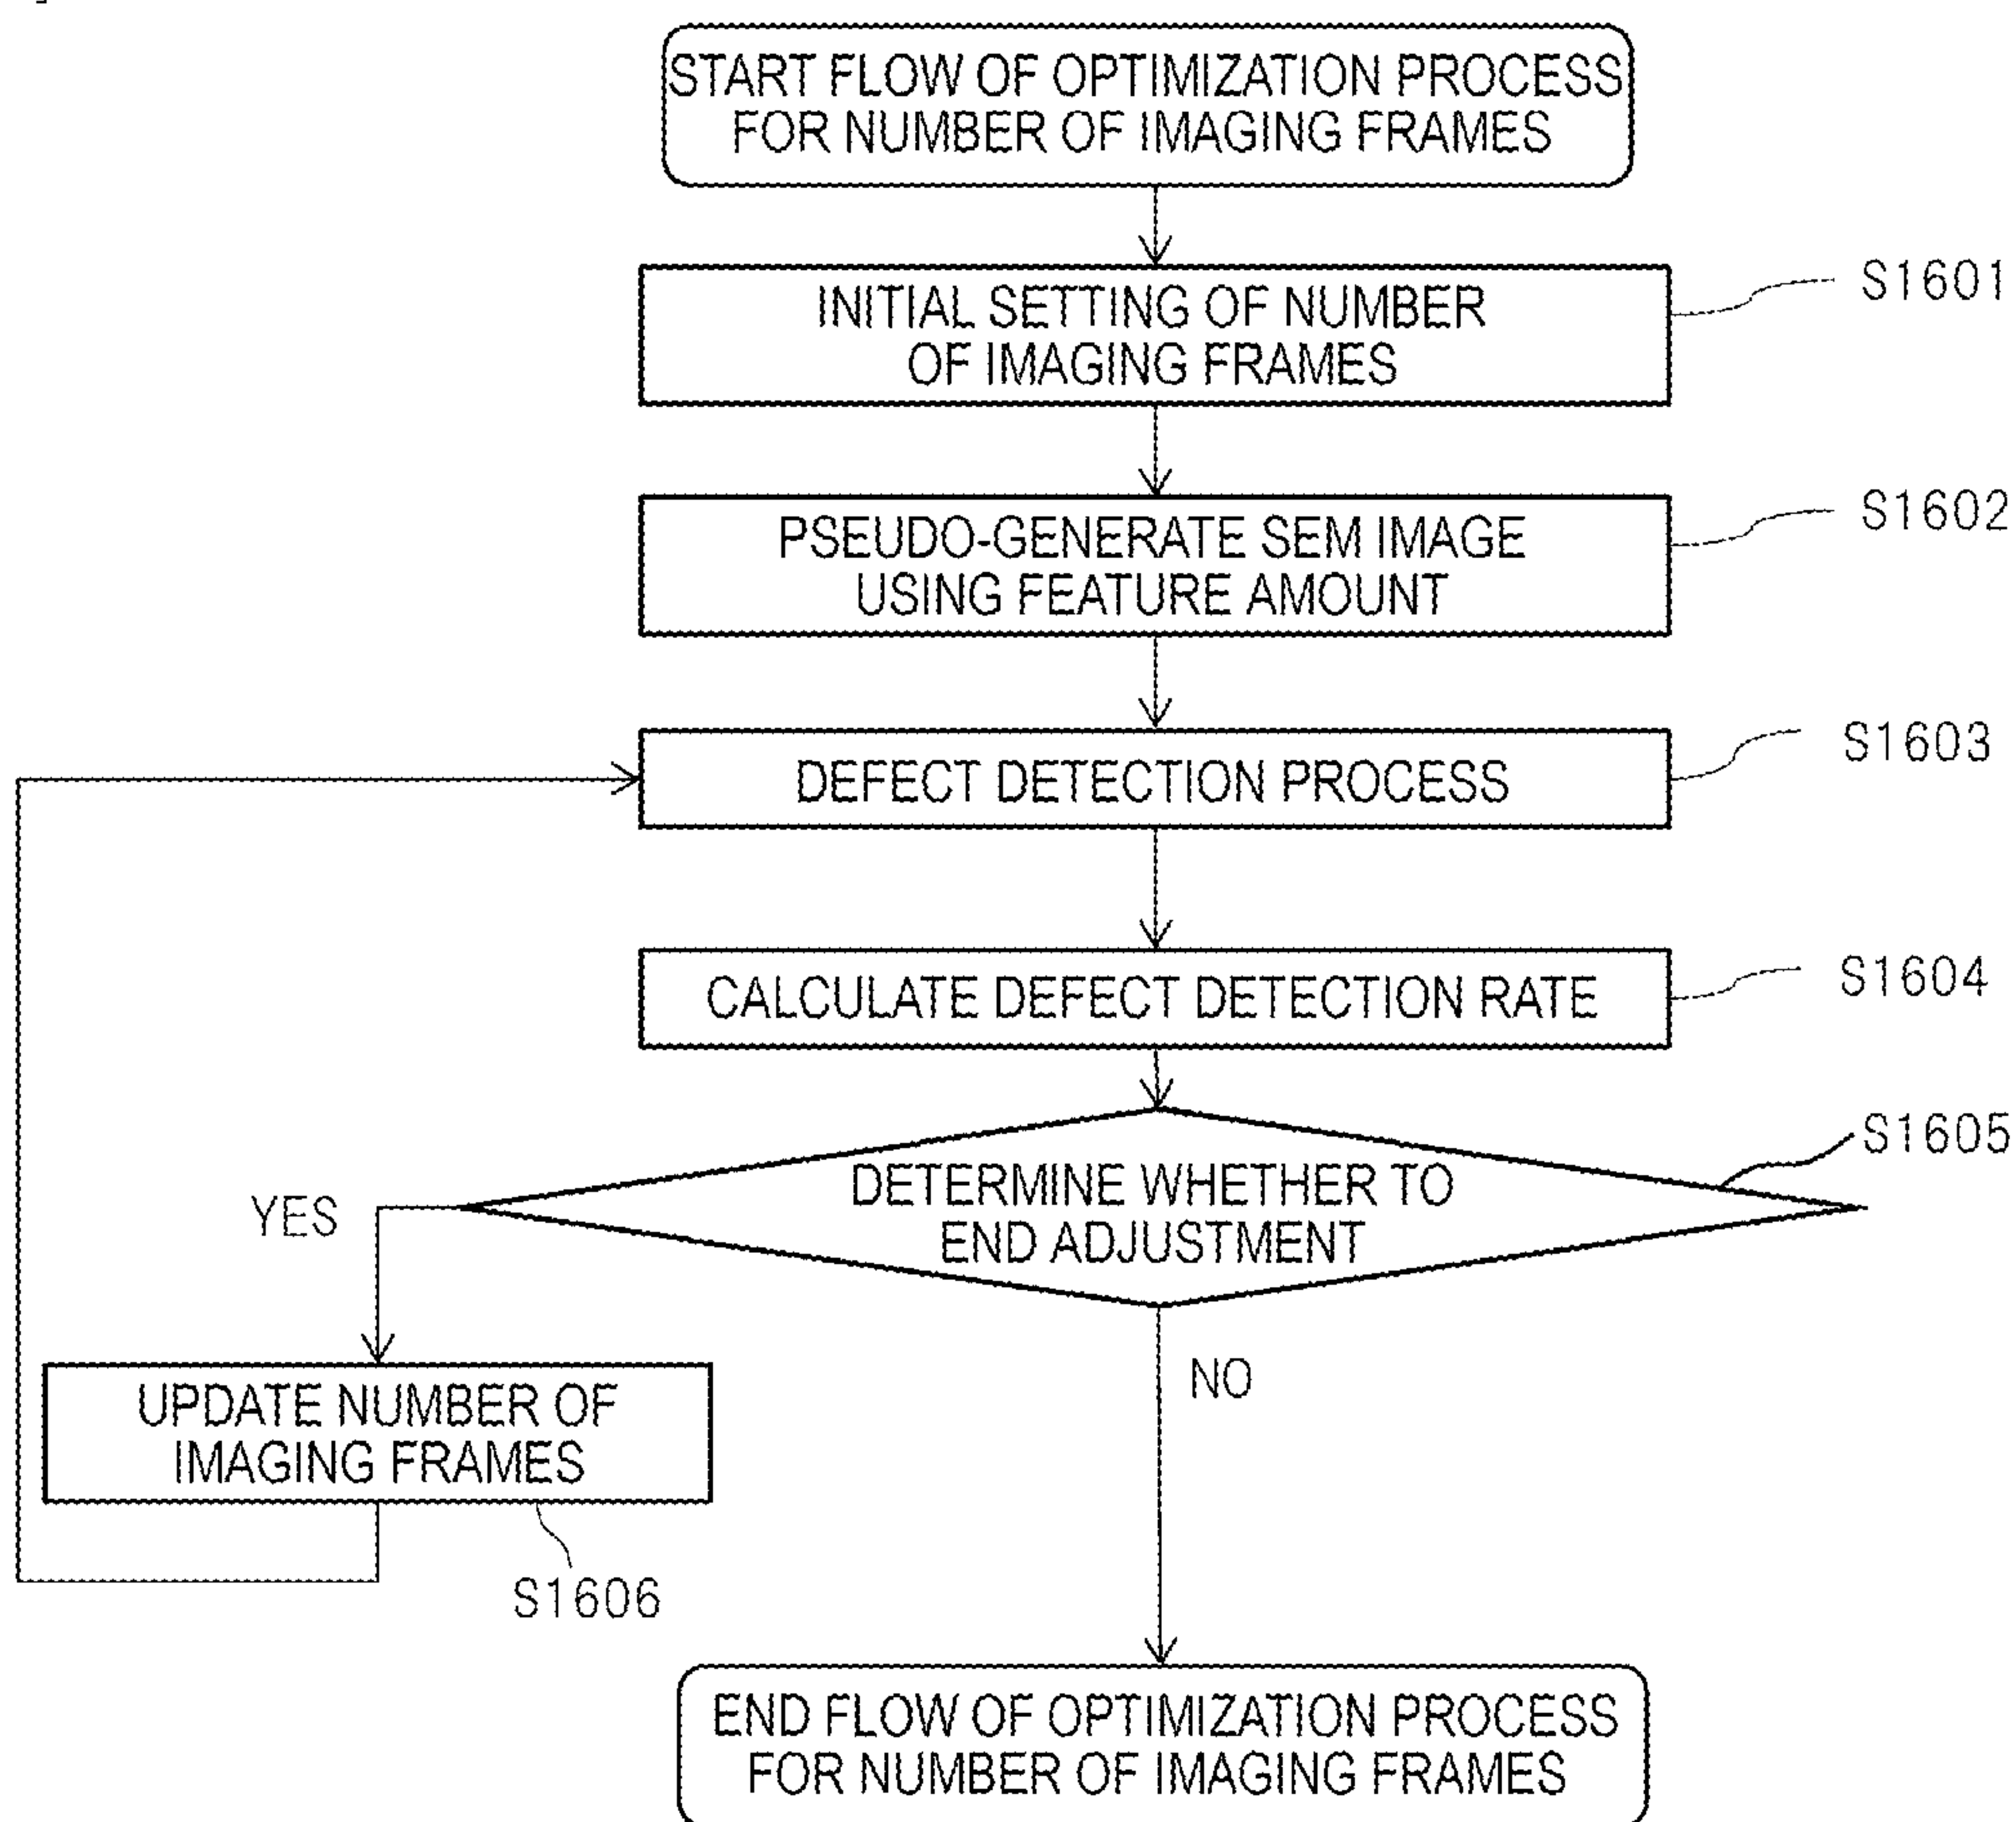 START FLOW OF OPTIMIZATION PROCESS
FOR NUMBER OF IMAGING FRAMES
INITIAL SETTING OF NUMBER
OF IMAGING FRAMES
S1601
PSEUDO-GENERATE SEM IMAGE
USING FEATURE AMOUNT
S1602
DEFECT DETECTION PROCESS
S1603
CALCULATE DEFECT DETECTION RATE
S1604
DETERMINE WHETHER TO
END ADJUSTMENT
S1605
YES
NO
UPDATE NUMBER OF
IMAGING FRAMES
S1606
END FLOW OF OPTIMIZATION PROCESS
FOR NUMBER OF IMAGING FRAMES